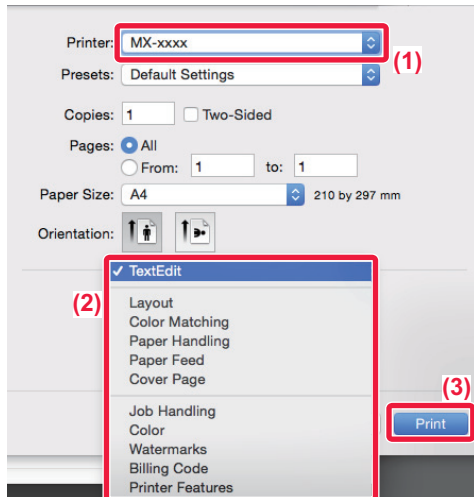 Printer: MX-xxxx
(1)
Presets: Default Settings
Copies: 1 Two-Sided
Pages: All
From: 1 to: 1
Paper Size: A4 210 by 297 mm
Orientation:
✓ TextEdit
(2)
Layout
Color Matching
Paper Handling
Paper Feed
Cover Page
(3)
Job Handling
Print
Color
Watermarks
Billing Code
Printer Features